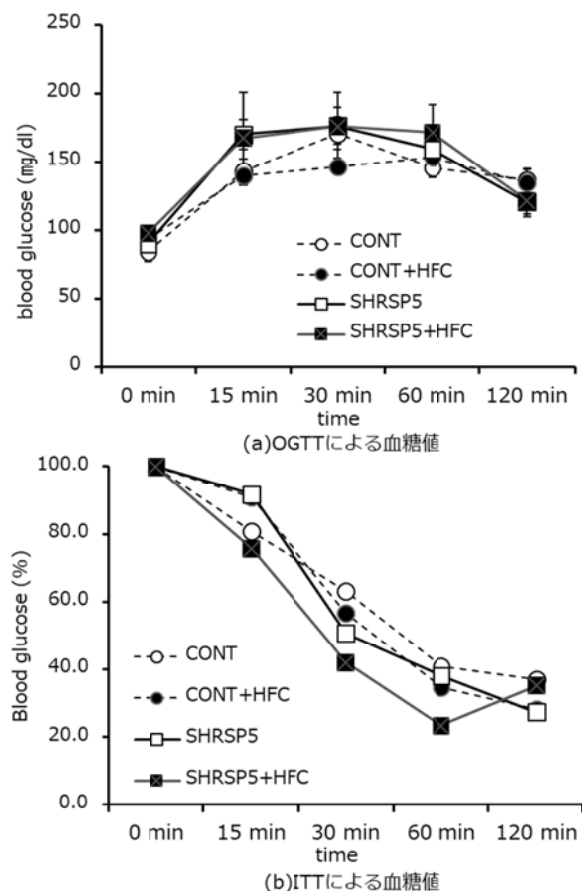 250
200
150
100
50
0
blood glucose (mg/dl)
CONT
CONT+HFC
SHRSP5
SHRSP5+HFC
0 min 15 min 30 min 60 min 120 min
time
(a)OGTTによる血糖値
100.0
80.0
60.0
40.0
20.0
0.0
Blood glucose (%)
CONT
CONT+HFC
SHRSP5
SHRSP5+HFC
0 min 15 min 30 min 60 min 120 min
time
(b)ITTによる血糖値